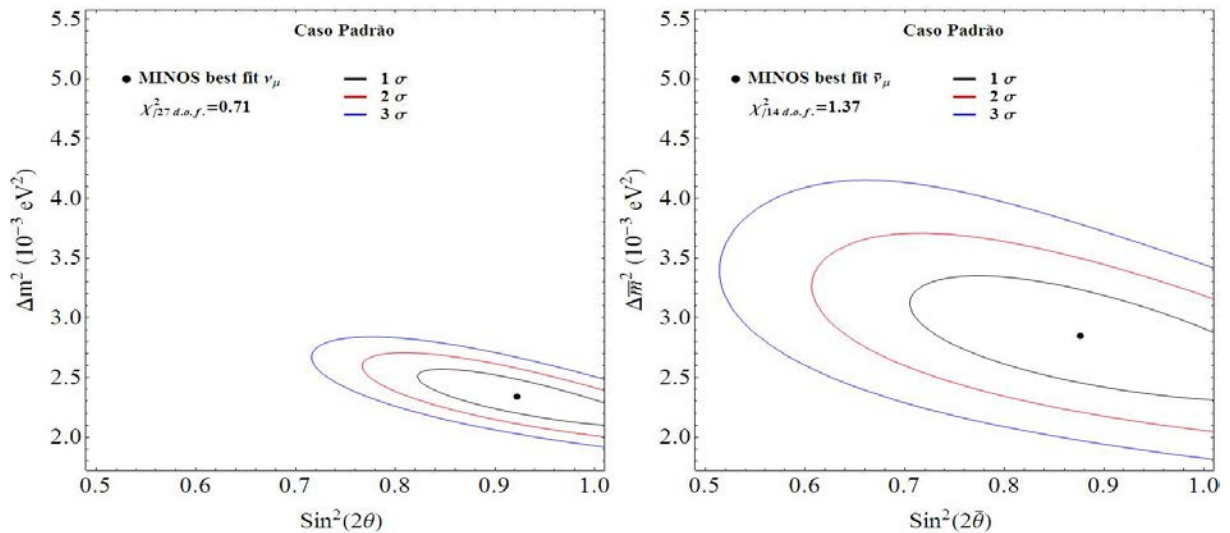 Caso Padrão
MINOS best fit νμ
χ²/27 d.o.f.=0.71
1 σ
2 σ
3 σ
5.5
5.0
4.5
4.0
3.5
3.0
2.5
2.0
Δm² (10⁻³ eV²)
0.5 0.6 0.7 0.8 0.9 1.0
Sin²(2θ)
Caso Padrão
MINOS best fit ν̄μ
χ²/14 d.o.f.=1.37
1 σ
2 σ
3 σ
5.5
5.0
4.5
4.0
3.5
3.0
2.5
2.0
Δm̄² (10⁻³ eV²)
0.5 0.6 0.7 0.8 0.9 1.0
Sin²(2θ̄)